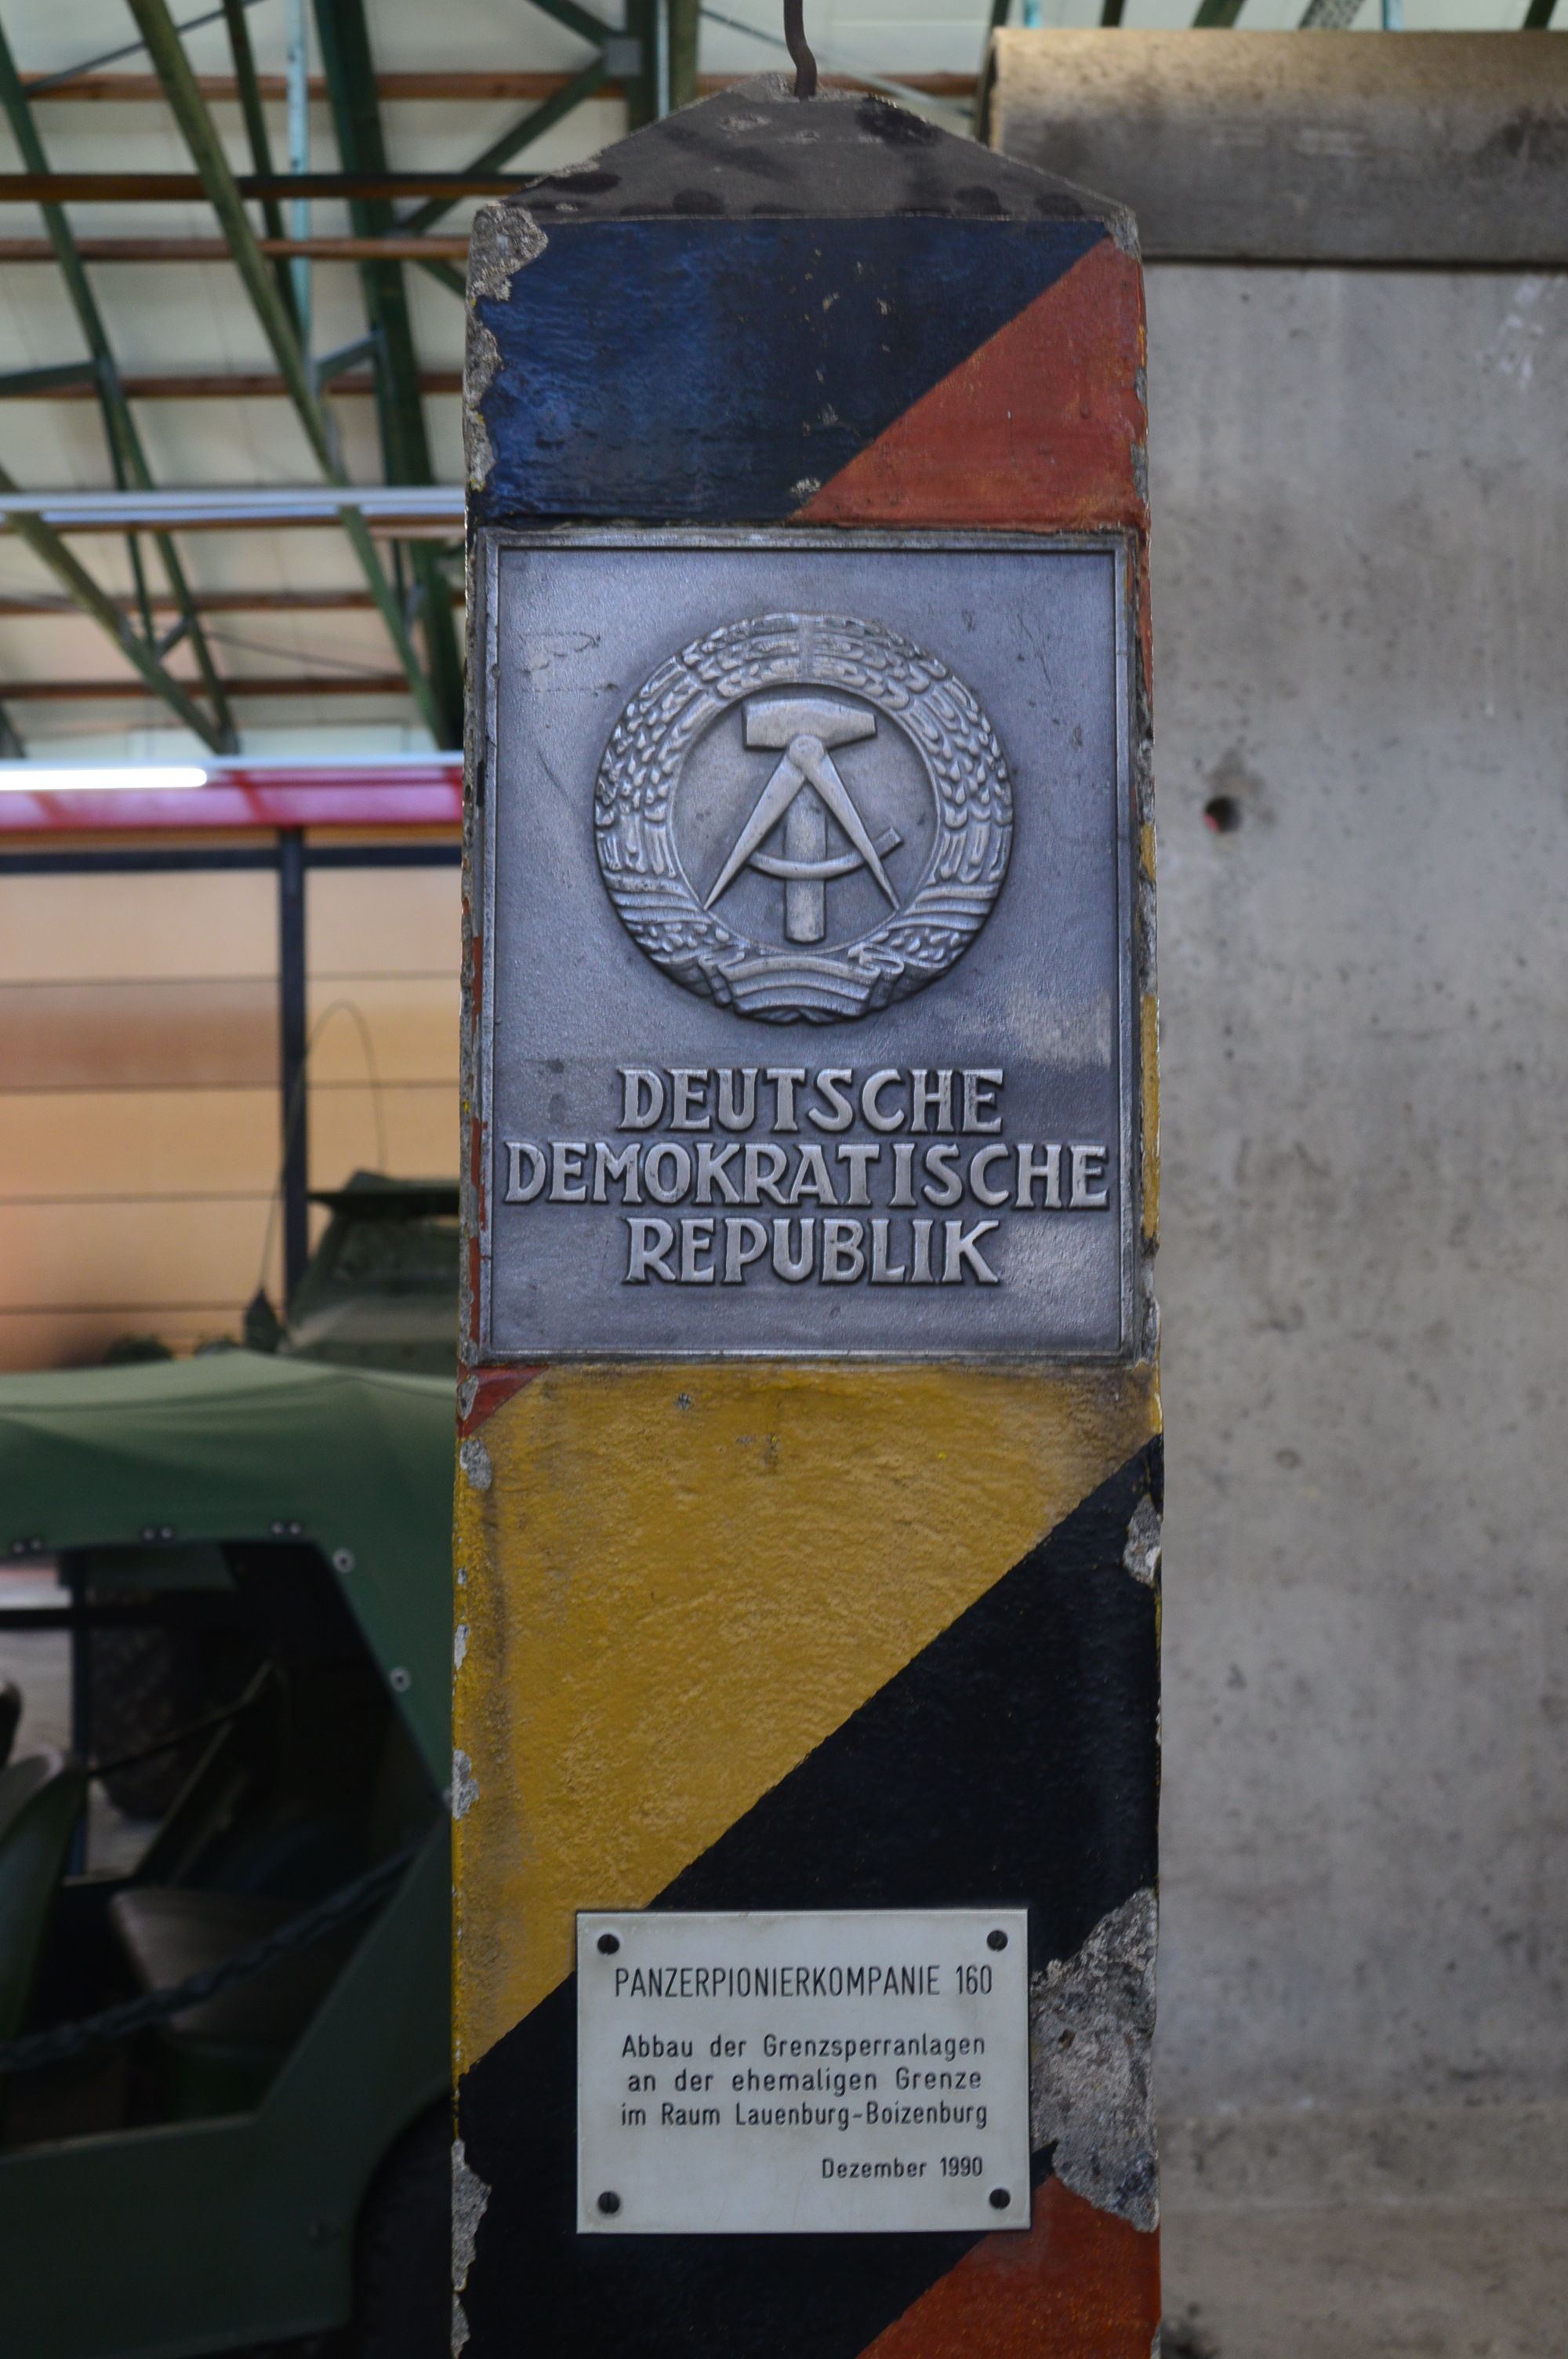 DEUTSCHE
DEMOKRATISCHE
REPUBLIK
PANZERPIONIERKOMPANIE 160
Abbau der Grenzsperranlagen
an der ehemaligen Grenze
im Raum Lauenburg-Boizenburg
Dezember 1990